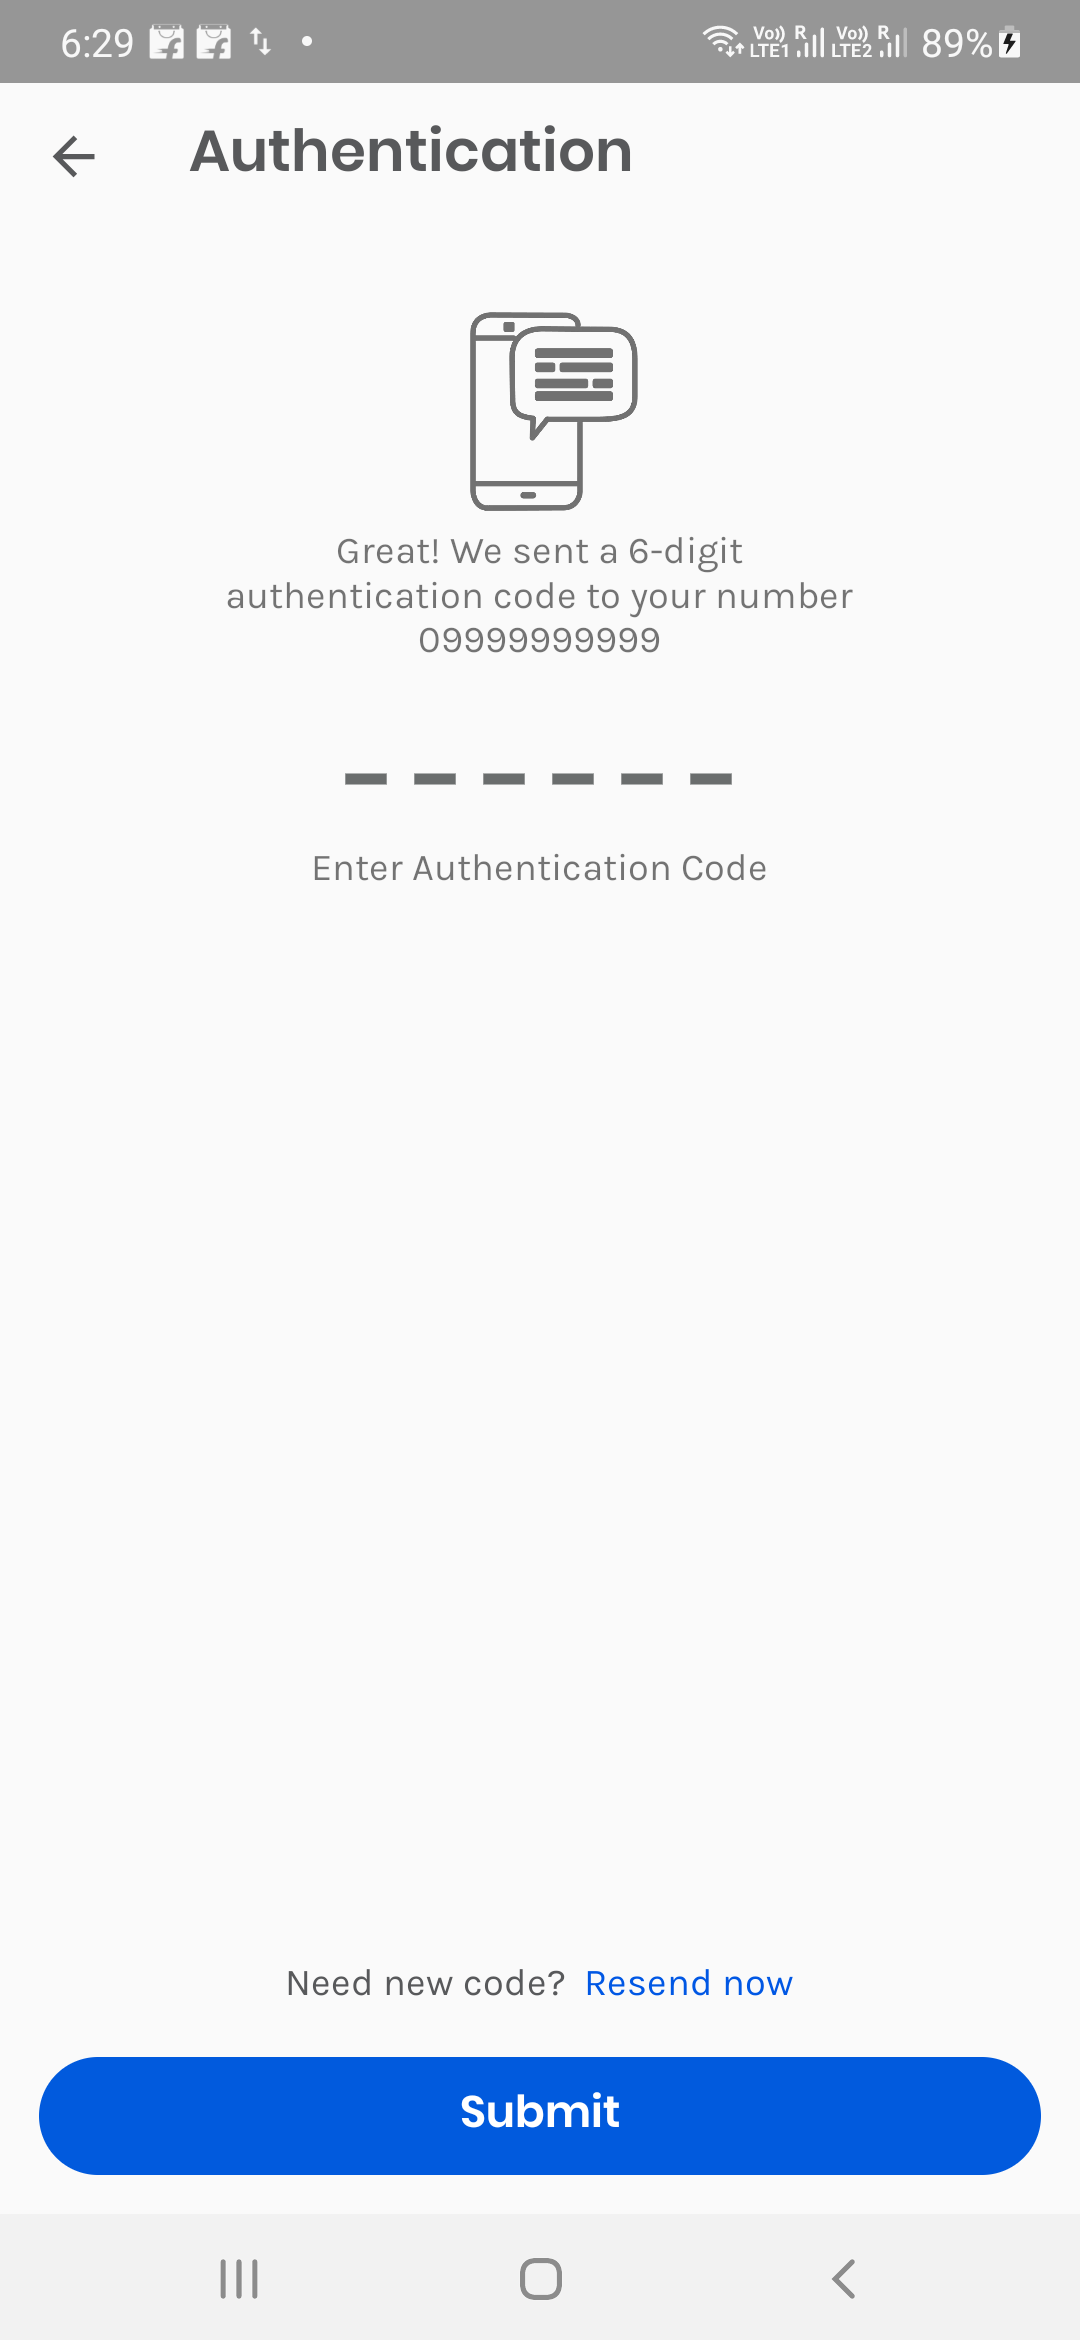 6:29
Vo)) R Vo)) R
LTE1 LTE2 89%
Authentication
Great! We sent a 6-digit
authentication code to your number
09999999999
Enter Authentication Code
Need new code? Resend now
Submit